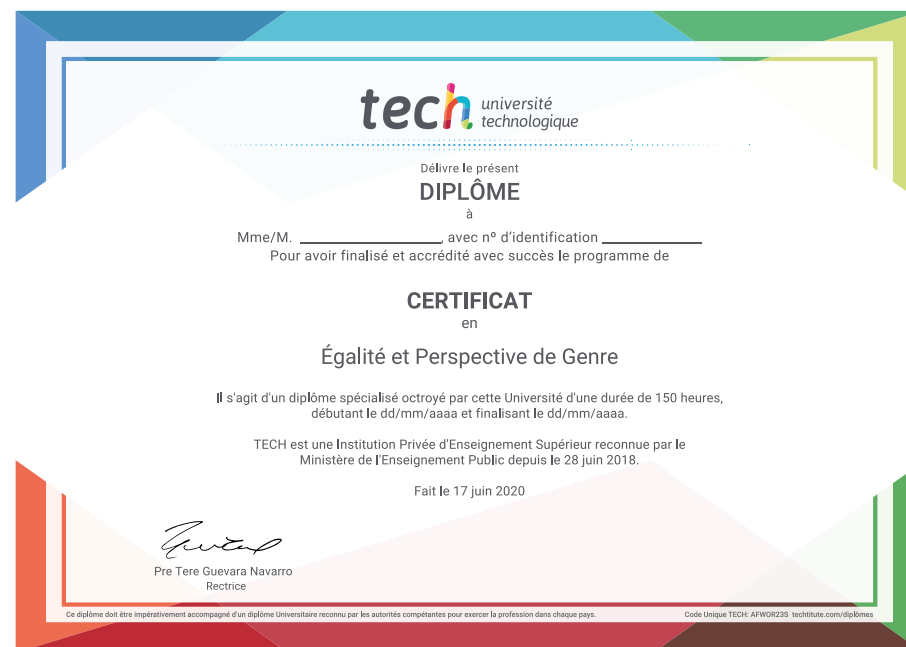 tech université
technologique
Délivre le présent
DIPLÔME
à
Mme/M. ____________________, avec nº d'identification ______________
Pour avoir finalisé et accrédité avec succès le programme de
CERTIFICAT
en
Égalité et Perspective de Genre
Il s'agit d'un diplôme spécialisé octroyé par cette Université d'une durée de 150 heures,
débutant le dd/mm/aaaa et finalisant le dd/mm/aaaa.
TECH est une Institution Privée d'Enseignement Supérieur reconnue par le
Ministère de l'Enseignement Public depuis le 28 juin 2018.
Fait le 17 juin 2020
Pre Tere Guevara Navarro
Rectrice
Ce diplôme doit être impérativement accompagné d'un diplôme Universitaire reconnu par les autorités compétantes pour exercer la profession dans chaque pays.
Code Unique TECH: AFWOR23S techtitute.com/diplômes